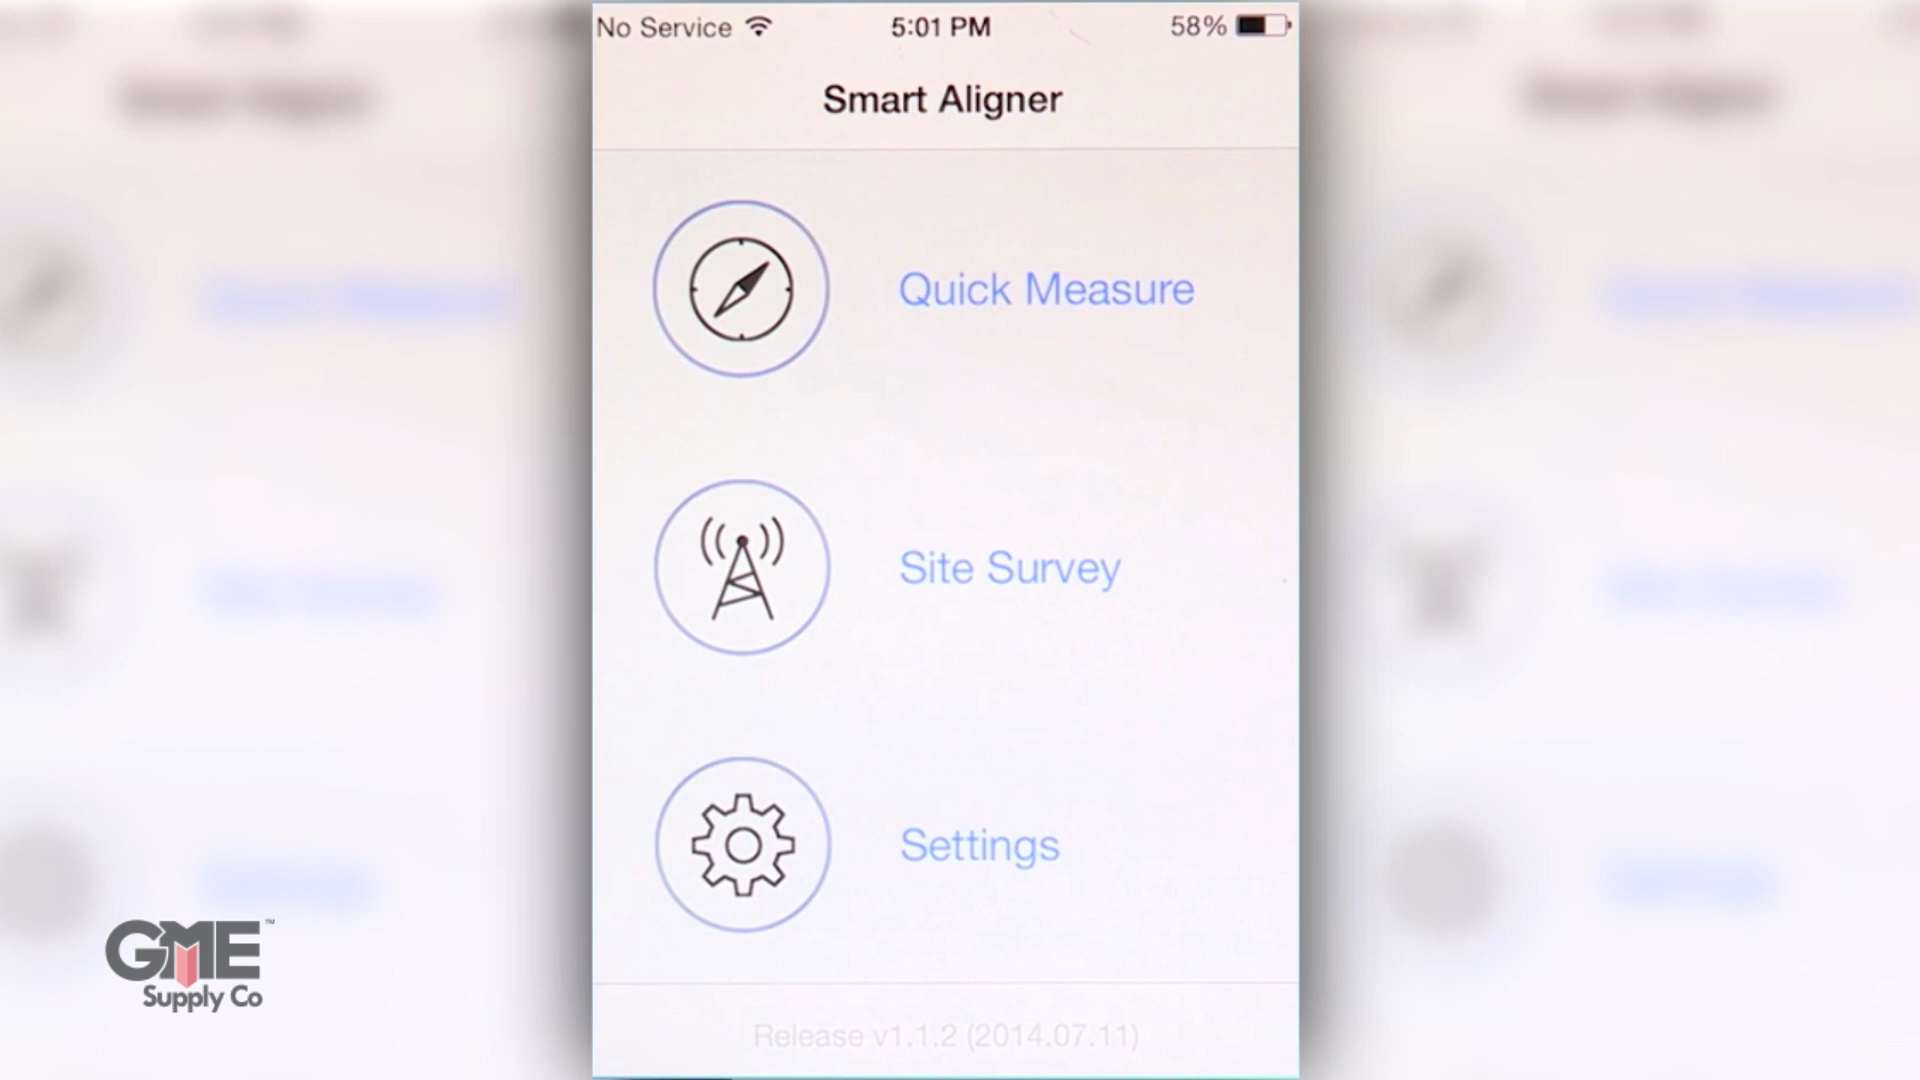 No Service 5:01 PM 58%
Smart Aligner
Quick Measure
Site Survey
Settings
Release v1.1.2 (2014.07.11)
GME™
Supply Co